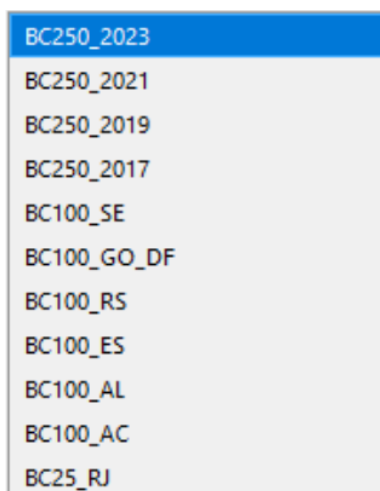 BC250_2023
BC250_2021
BC250_2019
BC250_2017
BC100_SE
BC100_GO_DF
BC100_RS
BC100_ES
BC100_AL
BC100_AC
BC25_RJ